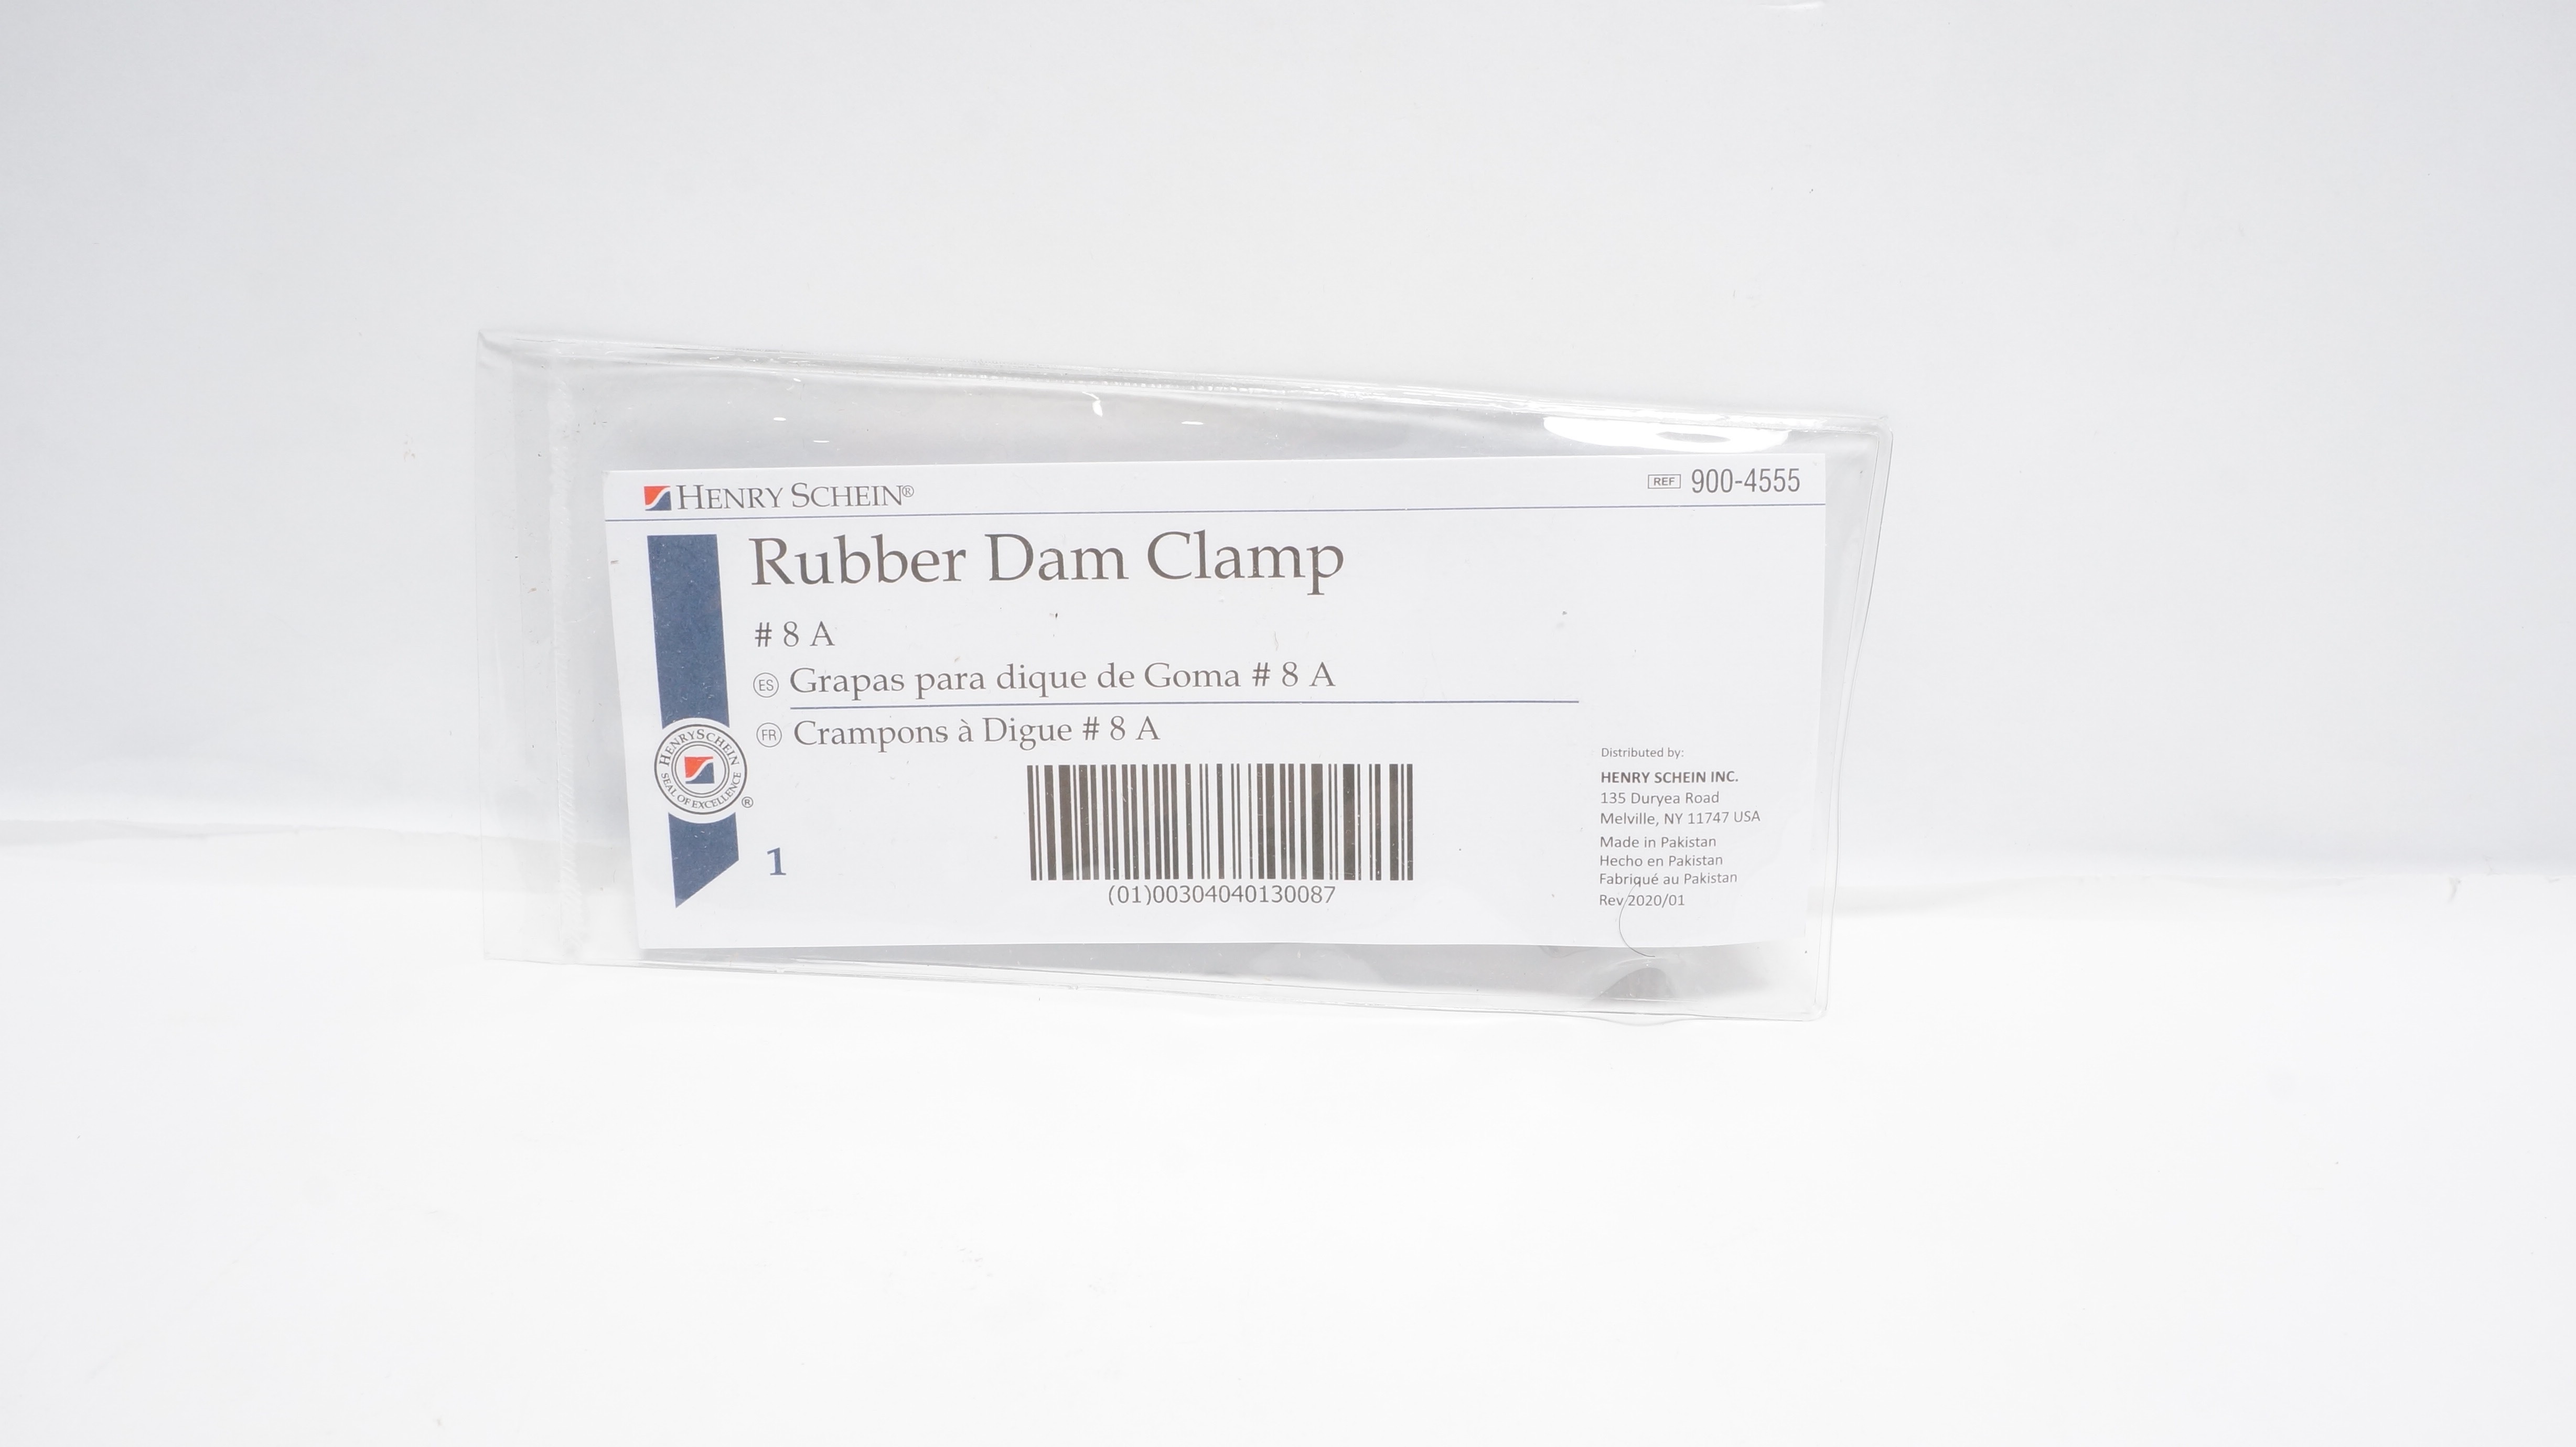 HENRY SCHEIN®
REF 900-4555
Rubber Dam Clamp
# 8 A
ES Grapas para dique de Goma # 8 A
FR Crampons à Digue # 8 A
HENRY SCHEIN
SEAL OF EXCELLENCE
®
1
(01)00304040130087
Distributed by:
HENRY SCHEIN INC.
135 Duryea Road
Melville, NY 11747 USA
Made in Pakistan
Hecho en Pakistan
Fabriqué au Pakistan
Rev 2020/01